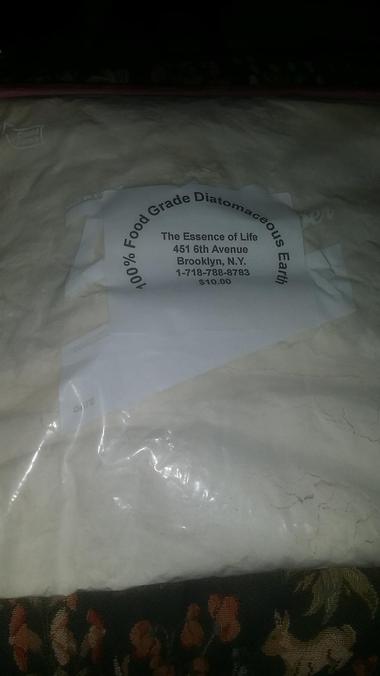 100% Food Grade Diatomaceous Earth
The Essence of Life
451 6th Avenue
Brooklyn, N.Y.
1-718-788-8783
$10.00